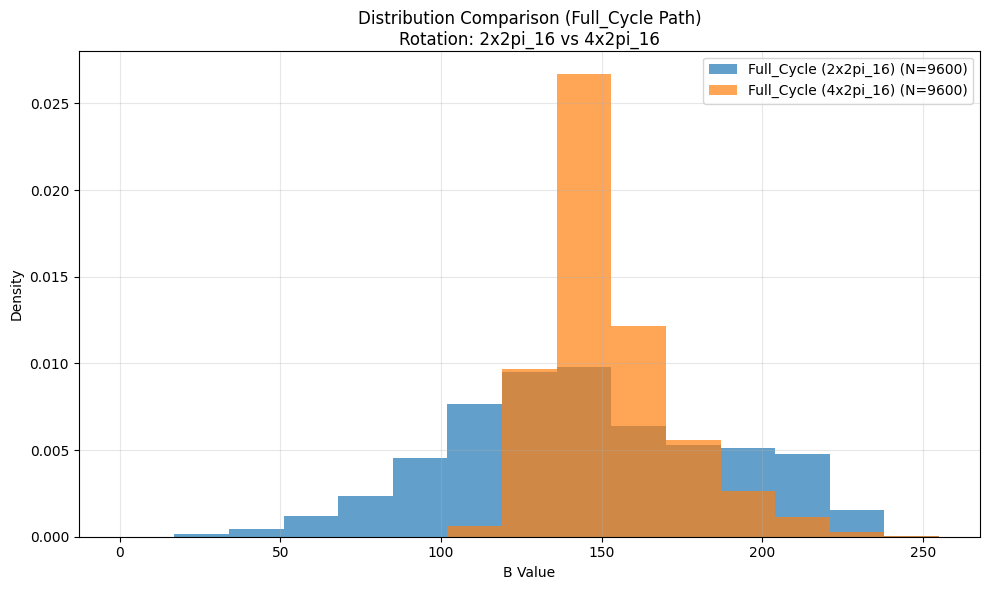 Distribution Comparison (Full_Cycle Path)
Rotation: 2x2pi_16 vs 4x2pi_16
Full_Cycle (2x2pi_16) (N=9600)
Full_Cycle (4x2pi_16) (N=9600)
Density
0.025
0.020
0.015
0.010
0.005
0.000
0 50 100 150 200 250
B Value